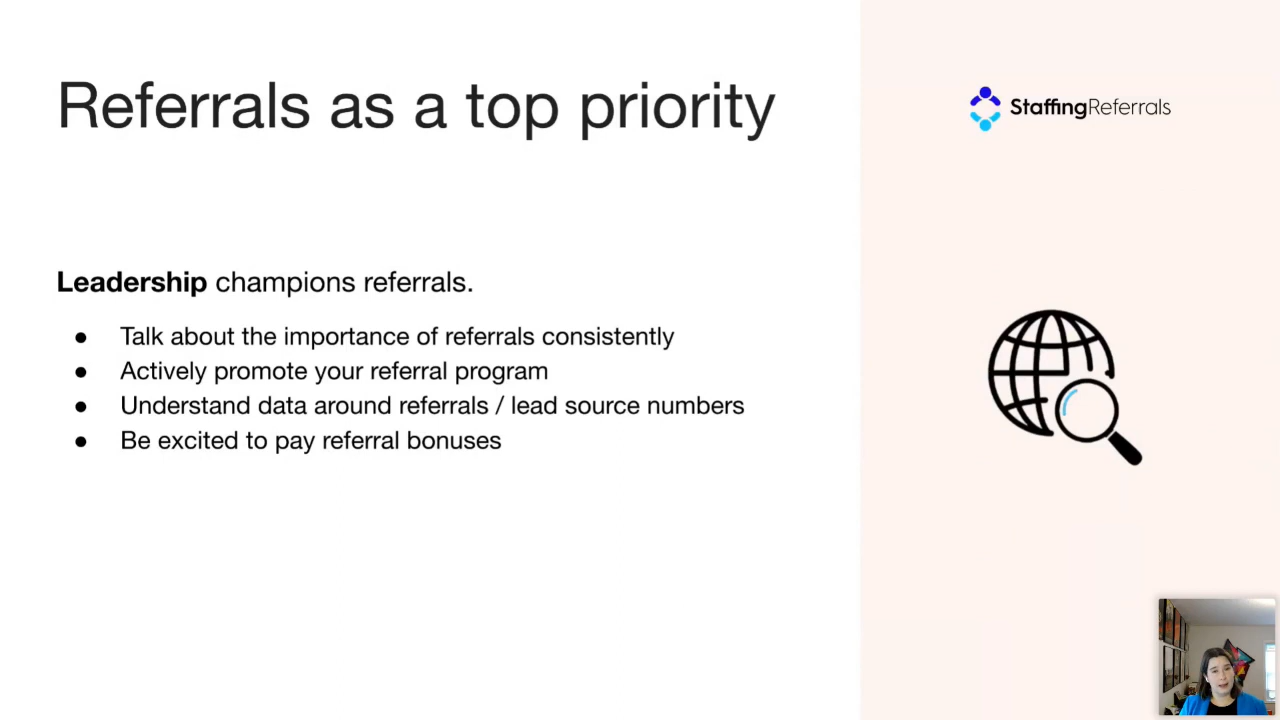 Referrals as a top priority
StaffingReferrals
Leadership champions referrals.
● Talk about the importance of referrals consistently
● Actively promote your referral program
● Understand data around referrals / lead source numbers
● Be excited to pay referral bonuses